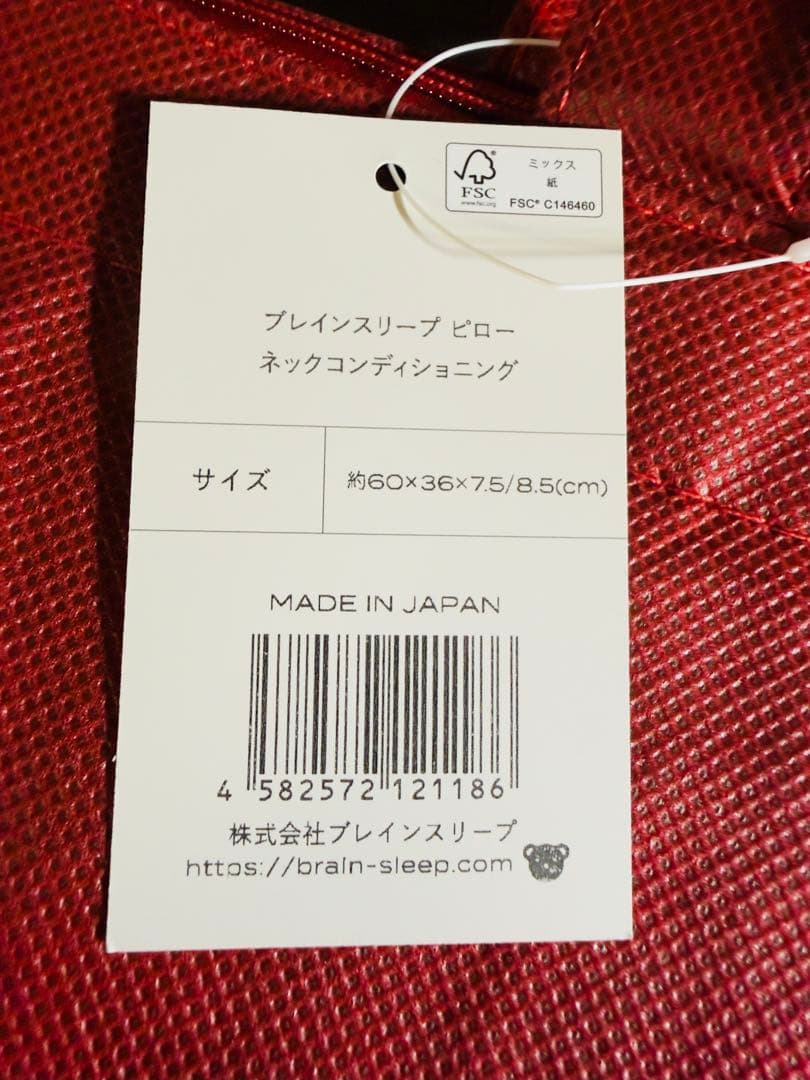 FSC®
www.fsc.org
ミックス
紙
FSC® C146460
ブレインスリープ ピロー
ネックコンディショニング
サイズ
約60×36×7.5/8.5(cm)
MADE IN JAPAN
4 582572 121186
株式会社ブレインスリープ
https://brain-sleep.com